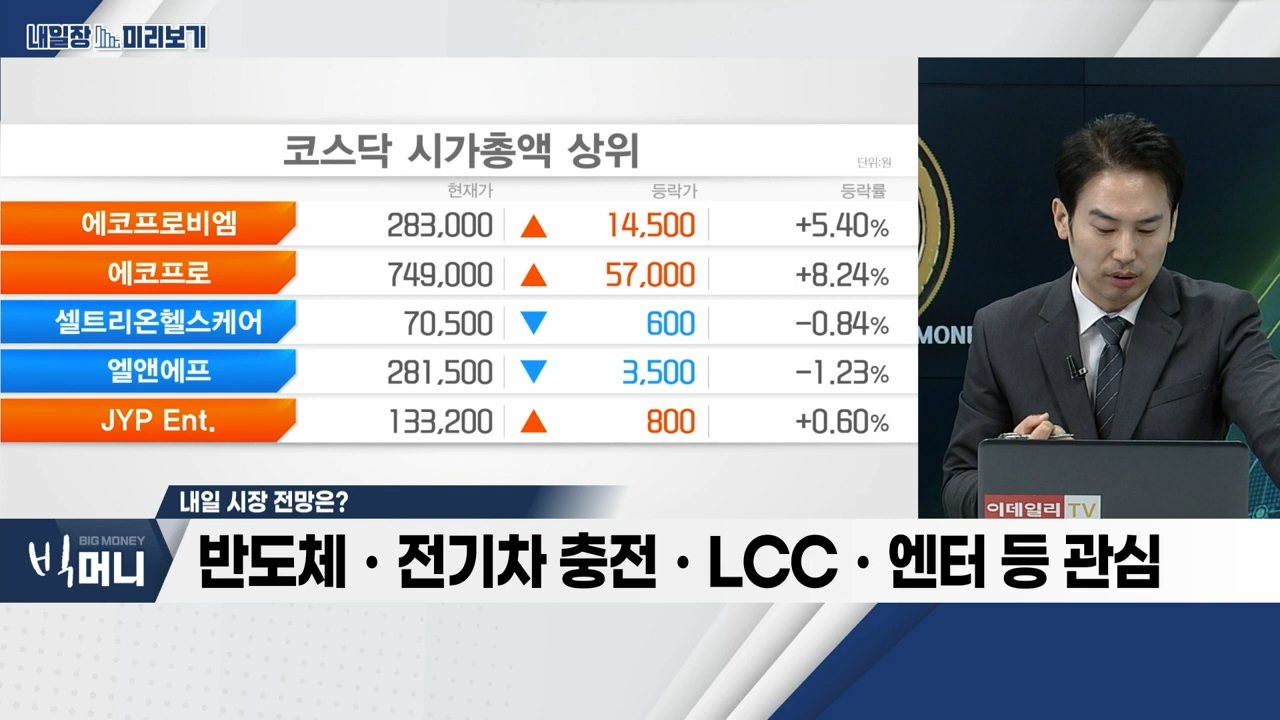 내일장 미리보기
코스닥 시가총액 상위
단위:원
현재가 등락가 등락률
에코프로비엠 283,000 ▲ 14,500 +5.40%
에코프로 749,000 ▲ 57,000 +8.24%
셀트리온헬스케어 70,500 ▼ 600 -0.84%
엘앤에프 281,500 ▼ 3,500 -1.23%
JYP Ent. 133,200 ▲ 800 +0.60%
MONE
이데일리 TV
내일 시장 전망은?
BIG MONEY
빅머니
반도체 · 전기차 충전 · LCC · 엔터 등 관심